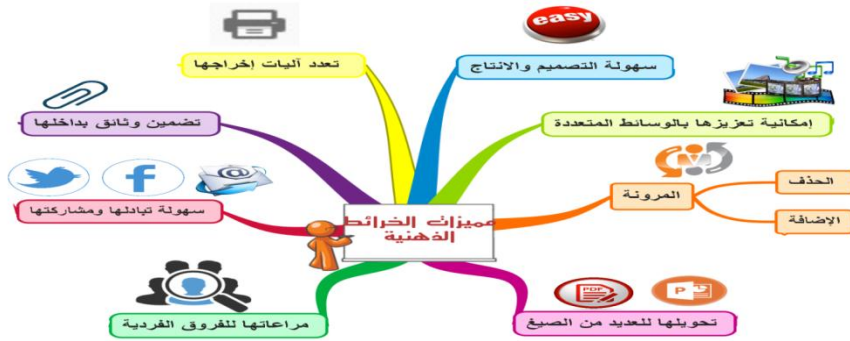 easy
سهولة التصميم والانتاج
إمكانية تعزيزها بالوسائط المتعددة
المرونة
الحذف
الإضافة
PDF
P
تحويلها للعديد من الصيغ
مميزات الخرائط
الذهنية
تعدد آليات إخراجها
تضمين وثائق بداخلها
f
@
سهولة تبادلها ومشاركتها
مراعاتها للفروق الفردية